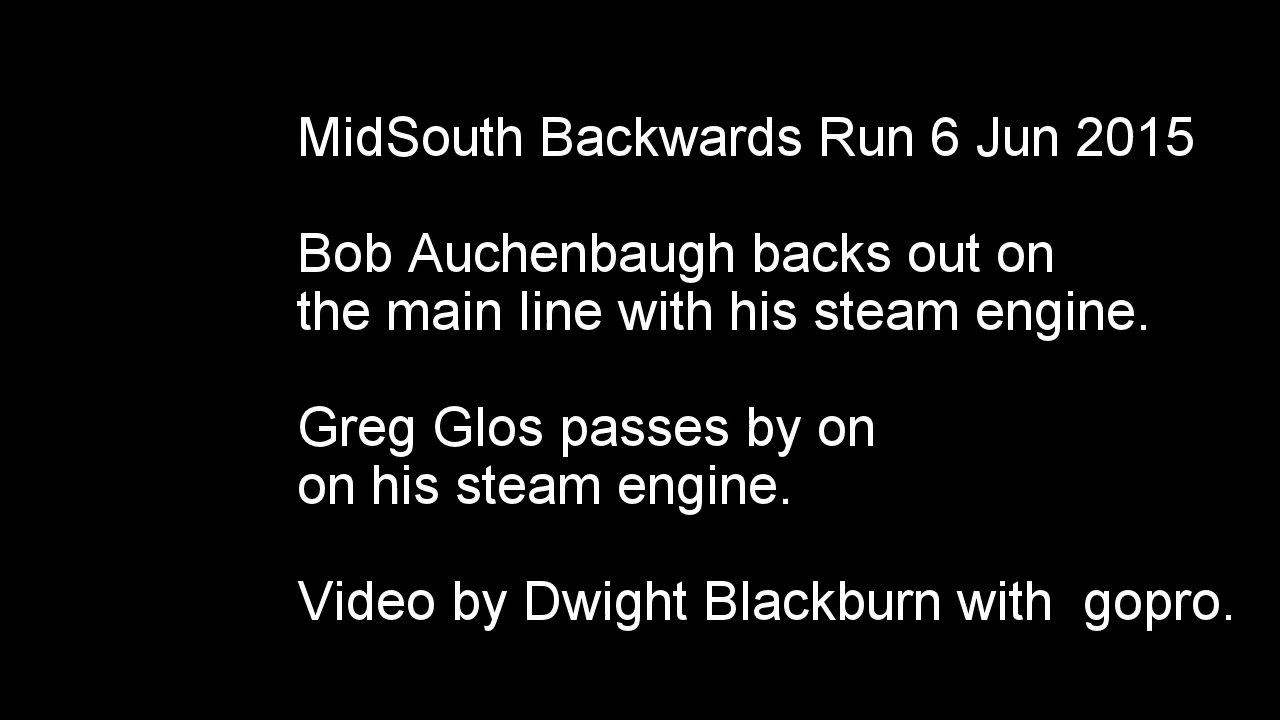 MidSouth Backwards Run 6 Jun 2015
Bob Auchenbaugh backs out on
the main line with his steam engine.
Greg Glos passes by on
on his steam engine.
Video by Dwight Blackburn with  gopro.